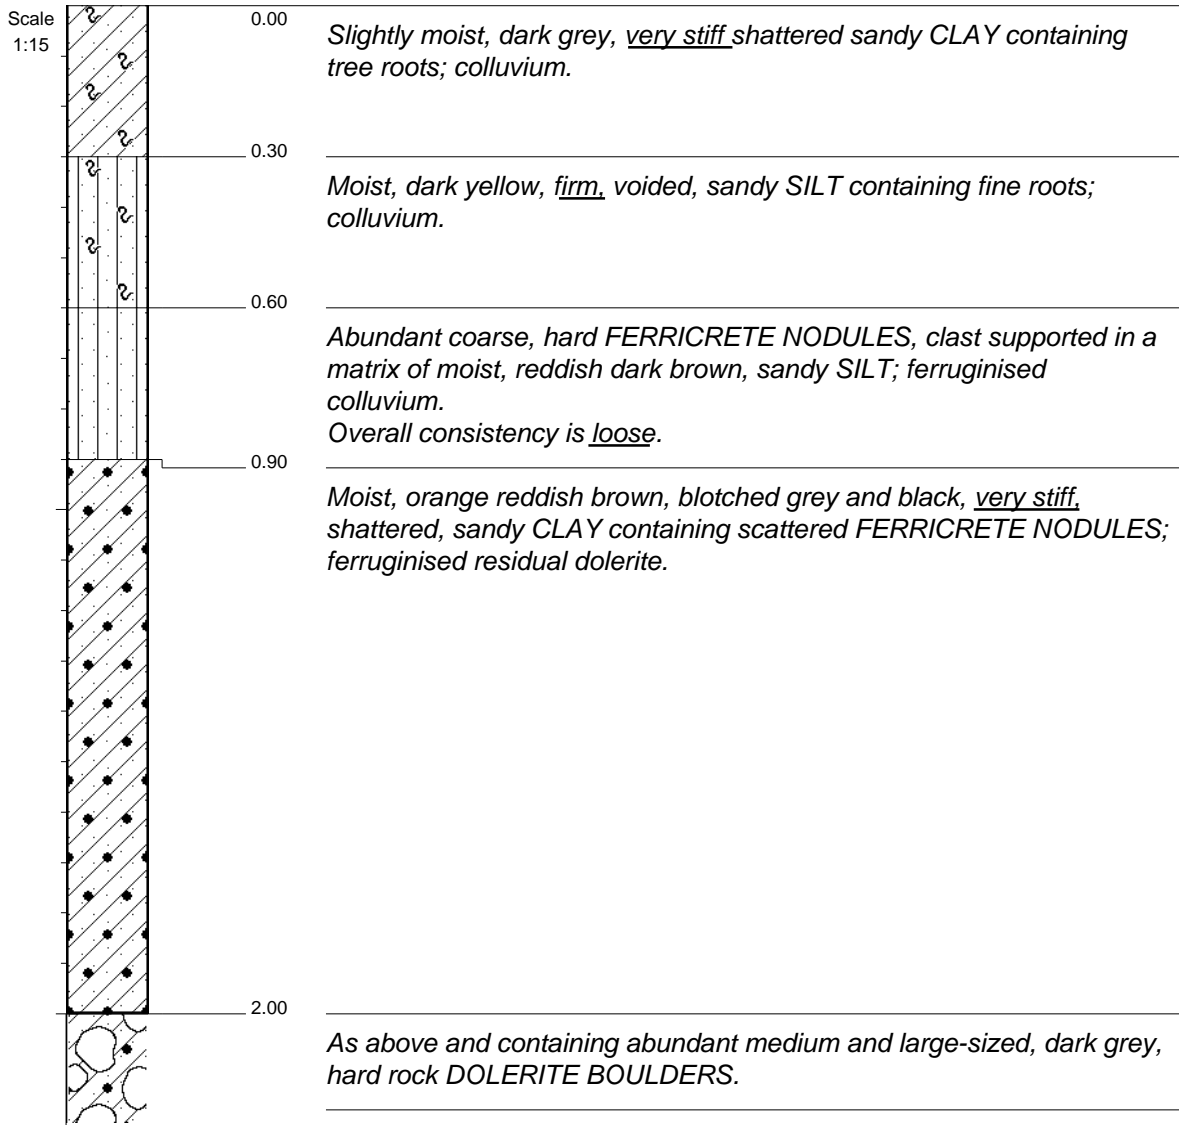 Scale
1:15
0.00
Slightly moist, dark grey, very stiff shattered sandy CLAY containing
tree roots; colluvium.
0.30
Moist, dark yellow, firm, voided, sandy SILT containing fine roots;
colluvium.
0.60
Abundant coarse, hard FERRICRETE NODULES, clast supported in a
matrix of moist, reddish dark brown, sandy SILT; ferruginised
colluvium.
Overall consistency is loose.
0.90
Moist, orange reddish brown, blotched grey and black, very stiff,
shattered, sandy CLAY containing scattered FERRICRETE NODULES;
ferruginised residual dolerite.
2.00
As above and containing abundant medium and large-sized, dark grey,
hard rock DOLERITE BOULDERS.